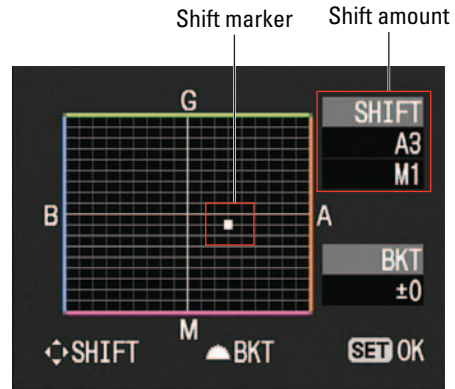 Shift marker Shift amount
G
SHIFT
A3
M1
B
A
BKT
±0
M
SHIFT
BKT
SET OK